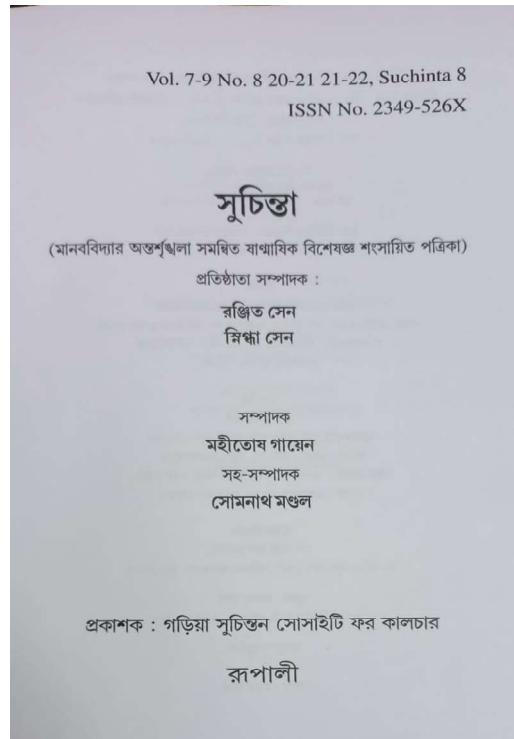 Vol. 7-9 No. 8 20-21 21-22, Suchinta 8
ISSN No. 2349-526X
সুচিন্তা
(মানববিদ্যার অন্তর্শৃঙ্খলা সমন্বিত ষাণ্মাষিক বিশেষজ্ঞ শংসায়িত পত্রিকা)
প্রতিষ্ঠাতা সম্পাদক :
রঞ্জিত সেন
স্নিগ্ধা সেন
সম্পাদক
মহীতোষ গায়েন
সহ-সম্পাদক
সোমনাথ মণ্ডল
প্রকাশক : গড়িয়া সুচিন্তন সোসাইটি ফর কালচার
রূপালী